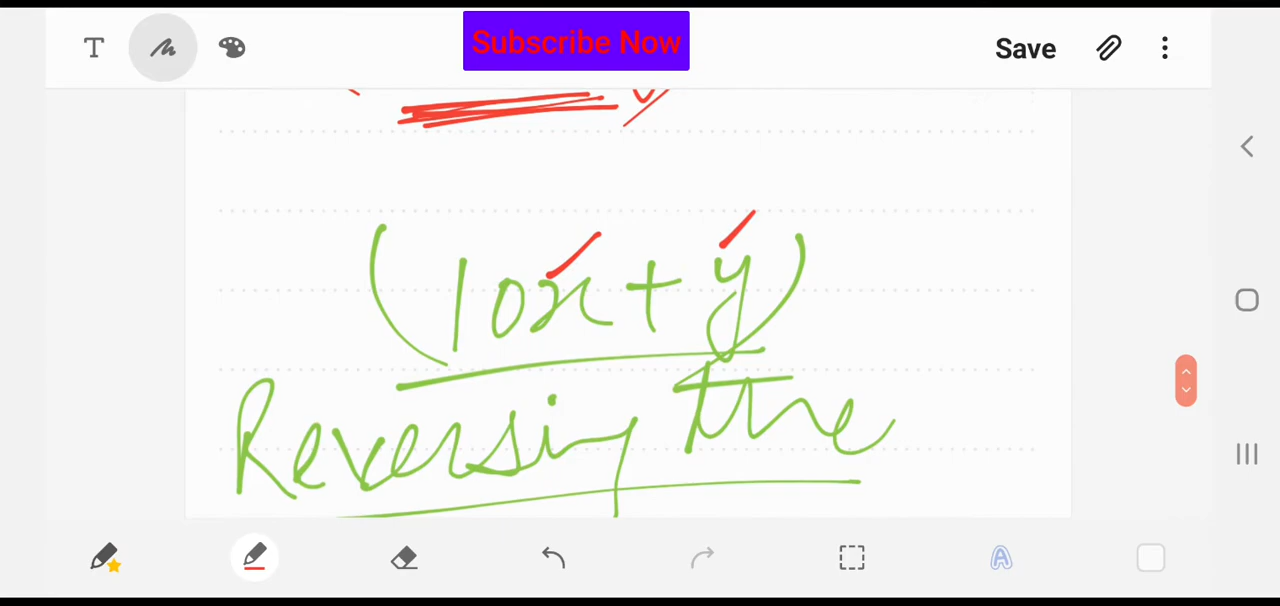 Subscribe Now
T
Save
(10x + y)
Reversing the
A